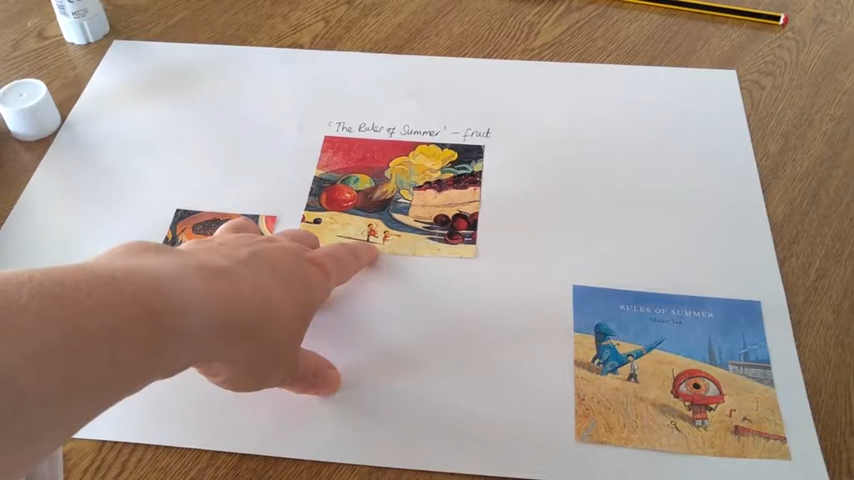 'The Rules of Summer' - fruit
RULES OF SUMMER
Shaun Tan